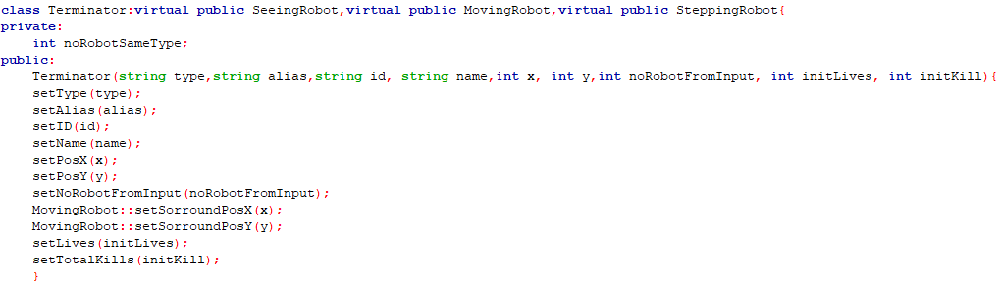 class Terminator:virtual public SeeingRobot,virtual public MovingRobot,virtual public SteppingRobot{
private:
    int noRobotSameType;
public:
    Terminator(string type,string alias,string id, string name,int x, int y,int noRobotFromInput, int initLives, int initKill){
    setType(type);
    setAlias(alias);
    setID(id);
    setName(name);
    setPosX(x);
    setPosY(y);
    setNoRobotFromInput(noRobotFromInput);
    MovingRobot::setSorroundPosX(x);
    MovingRobot::setSorroundPosY(y);
    setLives(initLives);
    setTotalKills(initKill);
    }